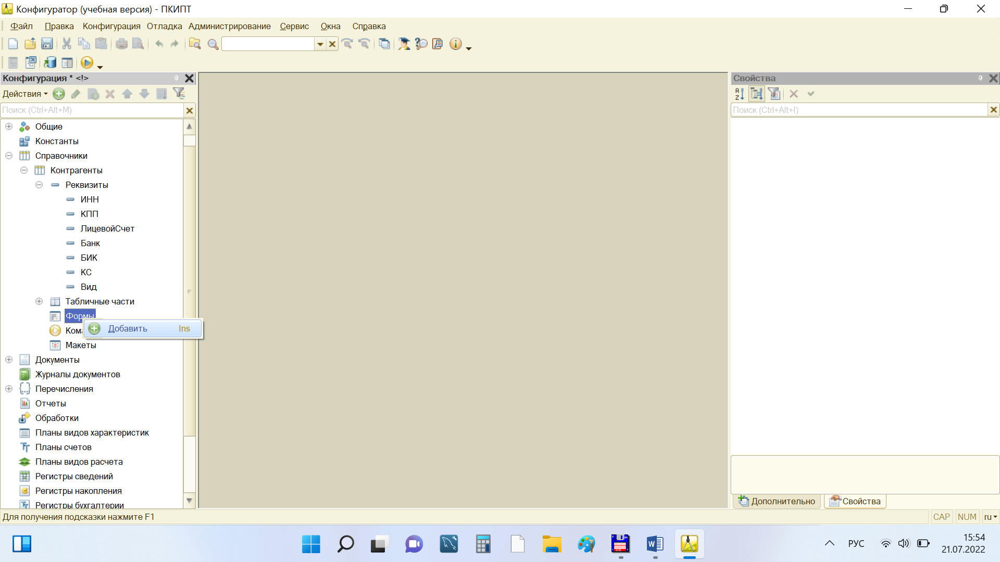 Конфигуратор (учебная версия) - ПКИПТ
Файл Правка Конфигурация Отладка Администрирование Сервис Окна Справка
Конфигурация * <!>
Действия
Поиск (Ctrl+Alt+M)
Общие
Константы
Справочники
Контрагенты
Реквизиты
ИНН
КПП
ЛицевойСчет
Банк
БИК
КС
Вид
Табличные части
Формы
Добавить Ins
Макеты
Документы
Журналы документов
Перечисления
Отчеты
Обработки
Планы видов характеристик
Планы счетов
Планы видов расчета
Регистры сведений
Регистры накопления
Регистры бухгалтерии
Свойства
Поиск (Ctrl+Alt+I)
Дополнительно Свойства
Для получения подсказки нажмите F1
CAP NUM ru
РУС
15:54
21.07.2022